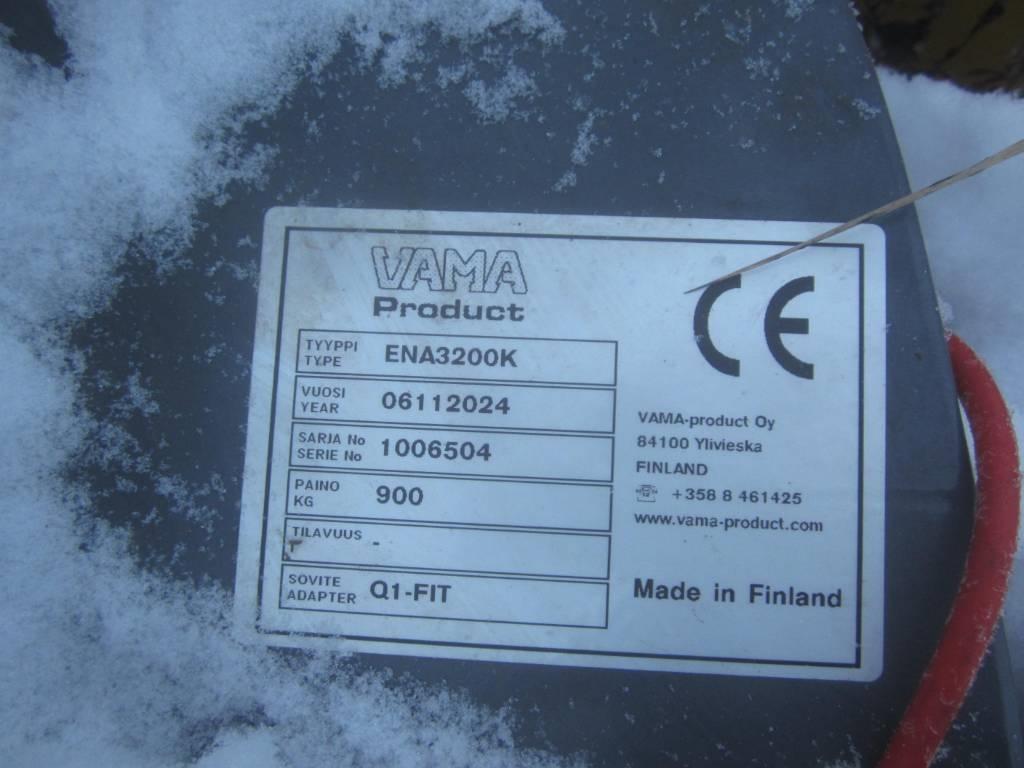 VAMA
Product
CE
TYYPPI
TYPE
ENA3200K
VUOSI
YEAR
06112024
SARJA No
SERIE No
1006504
PAINO
KG
900
TILAVUUS
-
SOVITE
ADAPTER
Q1-FIT
VAMA-product Oy
84100 Ylivieska
FINLAND
☎ +358 8 461425
www.vama-product.com
Made in Finland